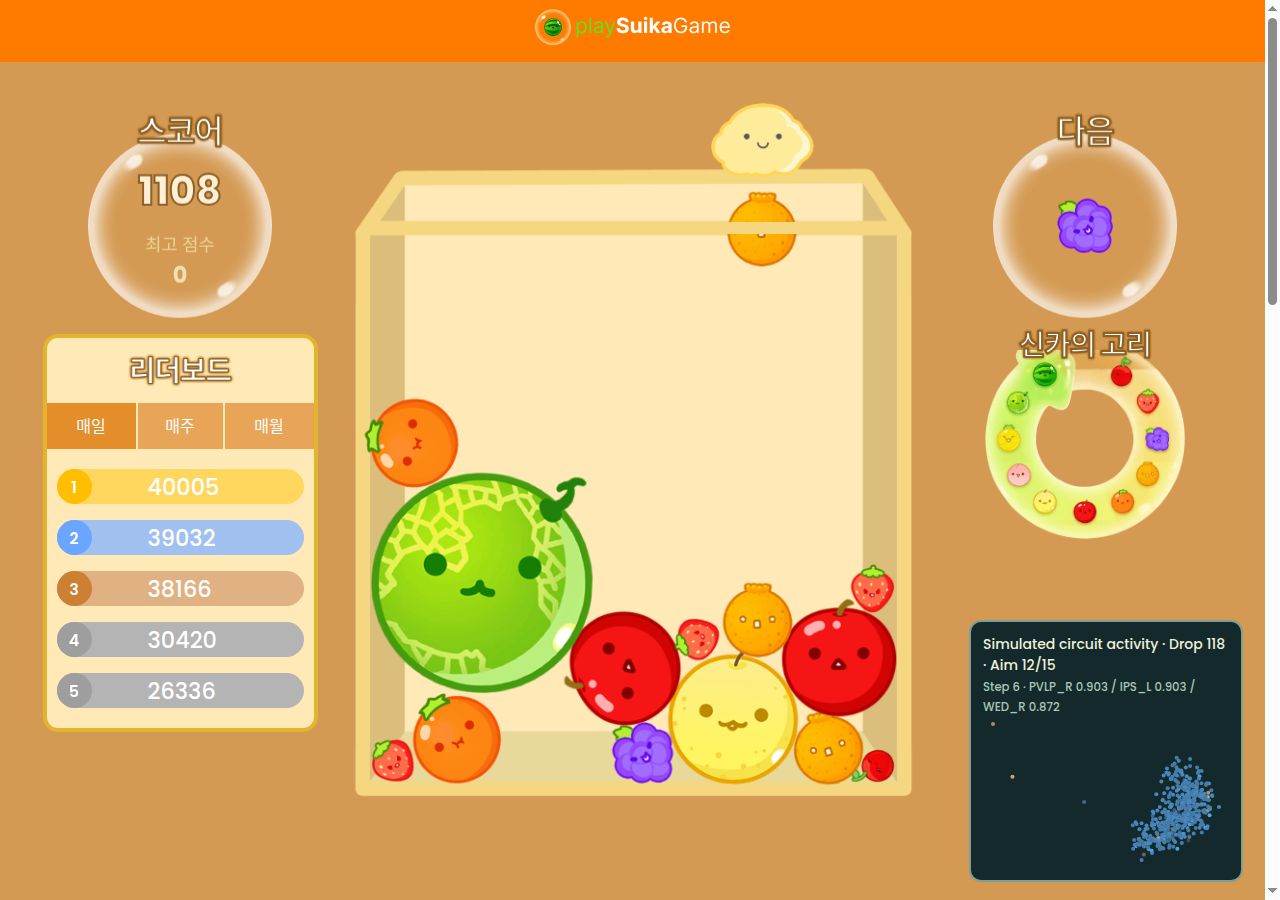 playSuikaGame
스코어
1108
최고 점수
0
리더보드
매일 매주 매월
1 40005
2 39032
3 38166
4 30420
5 26336
다음
신카의 고리
Simulated circuit activity · Drop 118
· Aim 12/15
Step 6 · PVLP_R 0.903 / IPS_L 0.903 /
WED_R 0.872